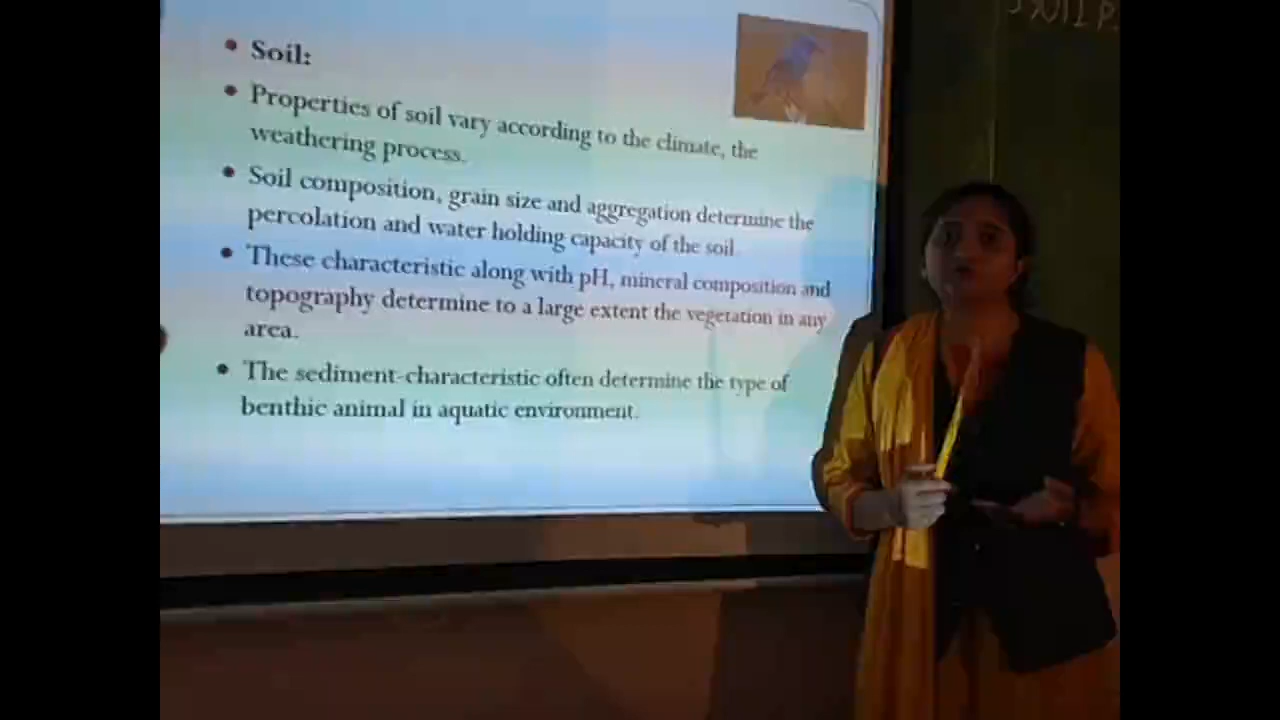 Soil:
Properties of soil vary according to the climate, the
weathering process.
Soil composition, grain size and aggregation determine the
percolation and water holding capacity of the soil.
These characteristic along with pH, mineral composition and
topography determine to a large extent the vegetation in any
area.
The sediment-characteristic often determine the type of
benthic animal in aquatic environment.